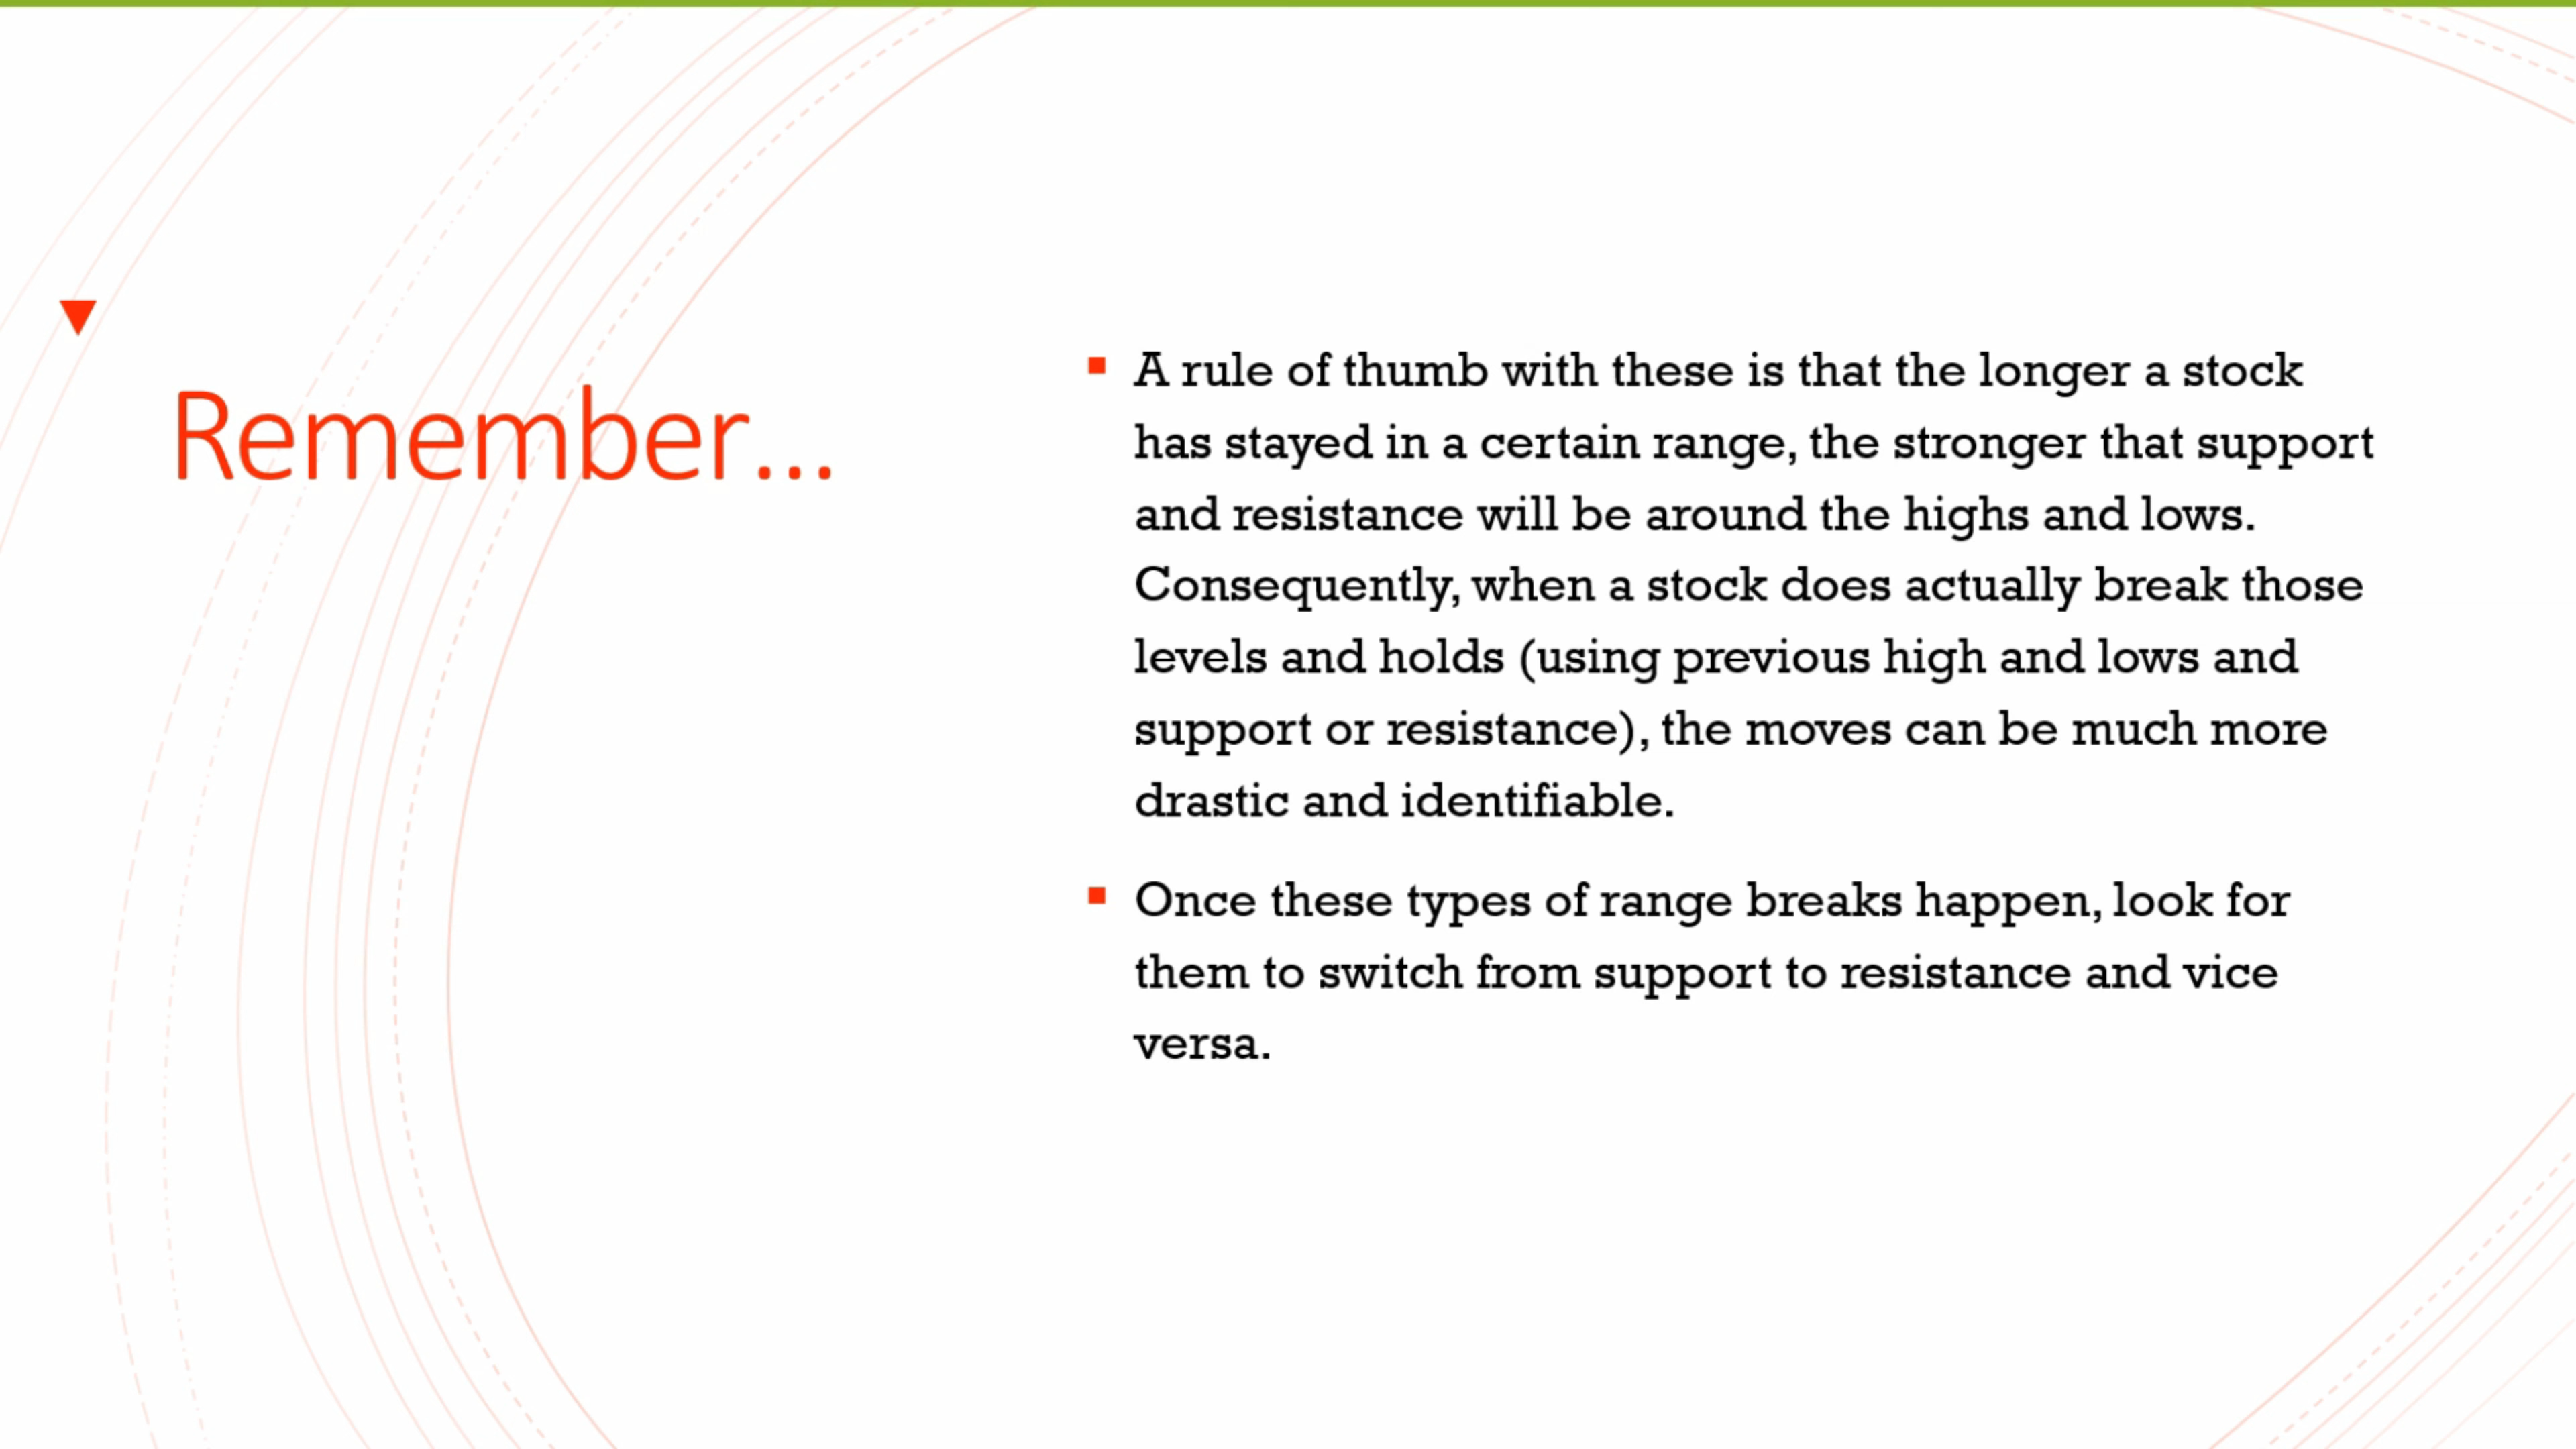 Remember...
▪ A rule of thumb with these is that the longer a stock
has stayed in a certain range, the stronger that support
and resistance will be around the highs and lows.
Consequently, when a stock does actually break those
levels and holds (using previous high and lows and
support or resistance), the moves can be much more
drastic and identifiable.
▪ Once these types of range breaks happen, look for
them to switch from support to resistance and vice
versa.